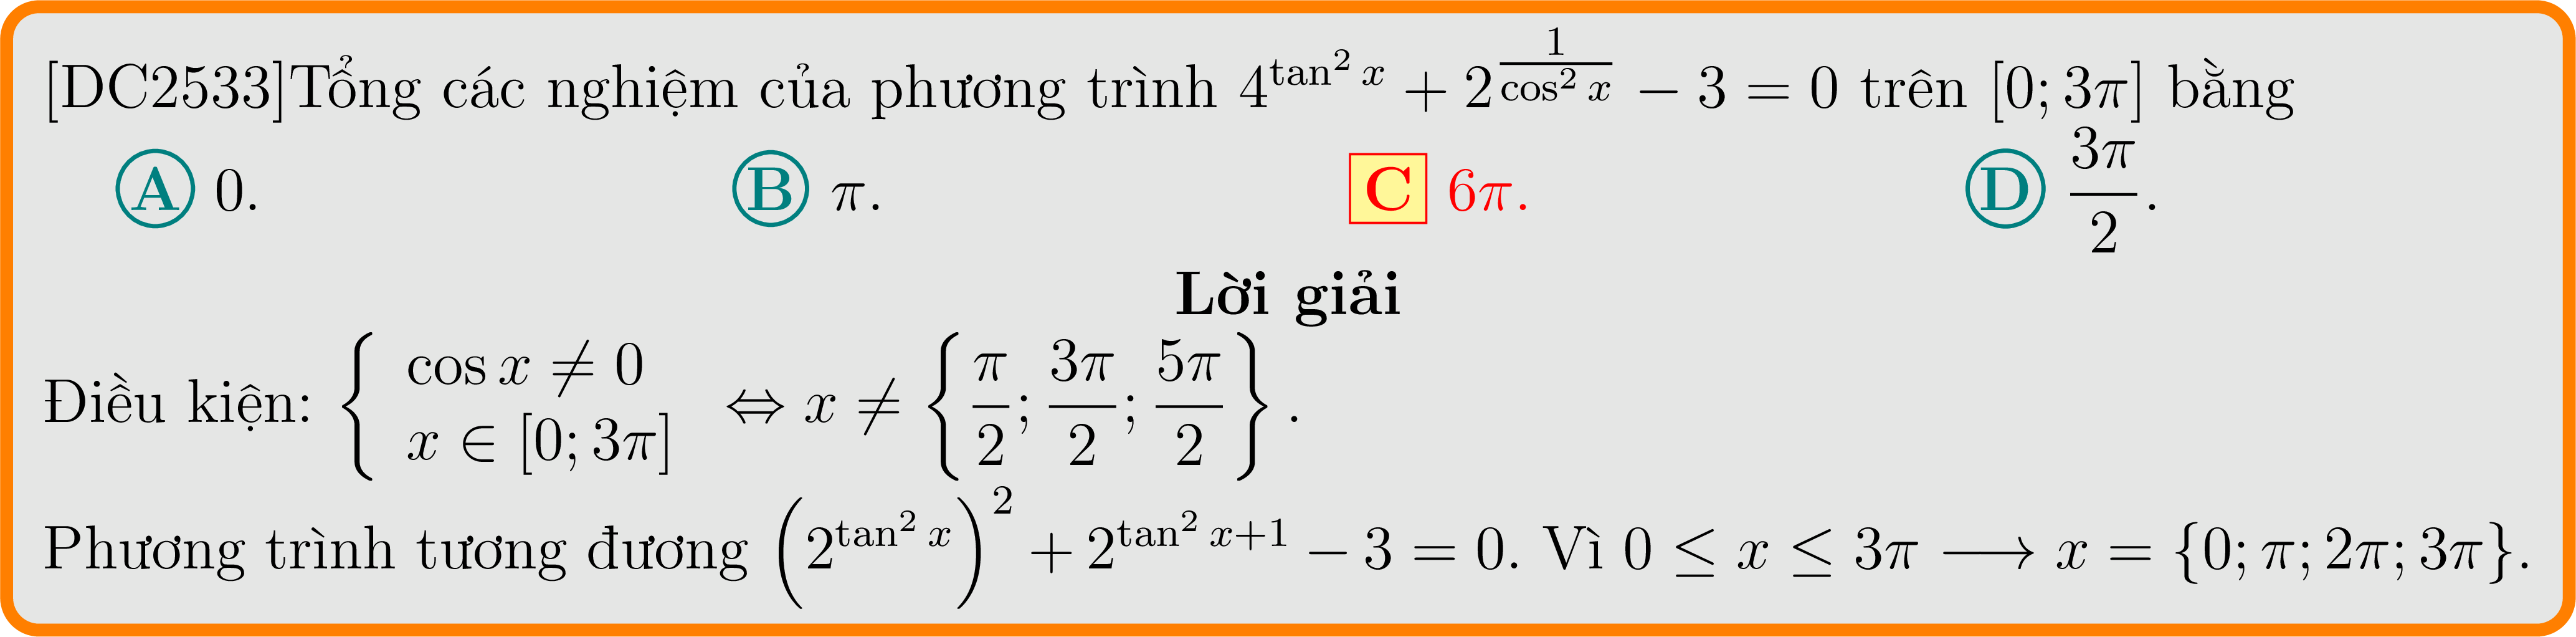 [DC2533]Tổng các nghiệm của phương trình $4^{\tan^2 x} + 2^{\frac{1}{\cos^2 x}} - 3 = 0$ trên $[0; 3\pi]$ bằng
A 0. B $\pi$. C $6\pi$. D $\frac{3\pi}{2}$.
Lời giải
Điều kiện: $\left\{\begin{array}{l} \cos x \neq 0 \\ x \in [0; 3\pi] \end{array}\right. \Leftrightarrow x \neq \left\{\frac{\pi}{2}; \frac{3\pi}{2}; \frac{5\pi}{2}\right\}.$
Phương trình tương đương $\left(2^{\tan^2 x}\right)^2 + 2^{\tan^2 x+1} - 3 = 0$. Vì $0 \leq x \leq 3\pi \longrightarrow x = \{0; \pi; 2\pi; 3\pi\}$.